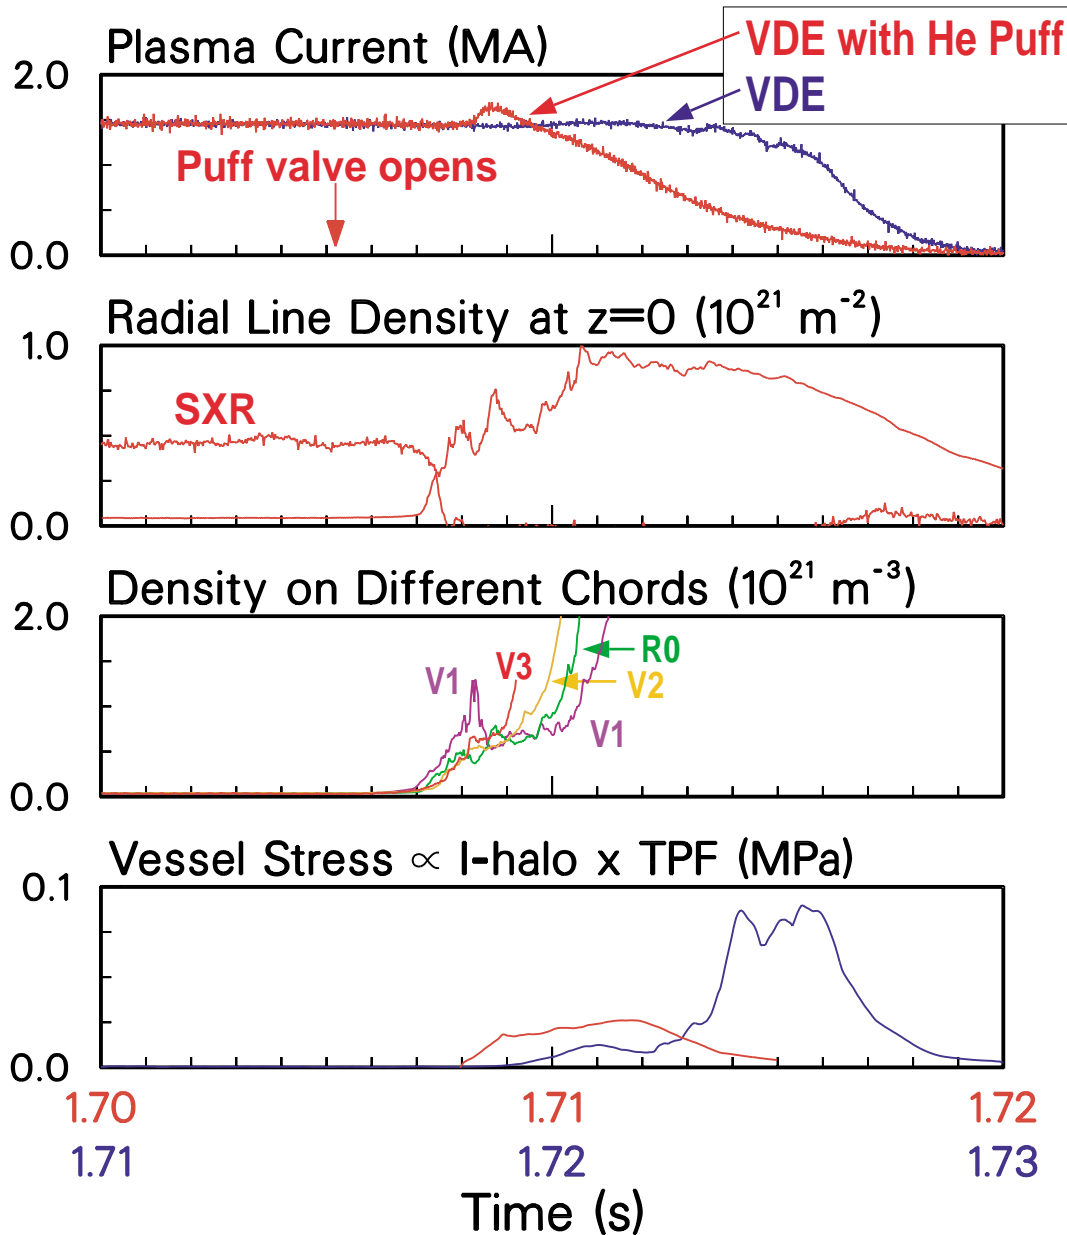 Plasma Current (MA)
VDE with He Puff
VDE
2.0
Puff valve opens
0.0
Radial Line Density at z=0 (10²¹ m⁻²)
1.0
SXR
0.0
Density on Different Chords (10²¹ m⁻³)
2.0
R0
V3
V1
V2
V1
0.0
Vessel Stress ∝ I-halo x TPF (MPa)
0.1
0.0
1.70 1.71 1.72
1.71 1.72 1.73
Time (s)